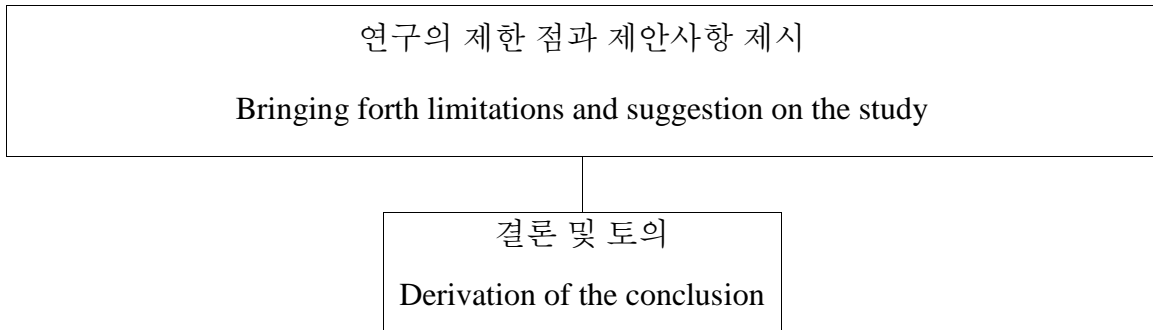 연구의 제한 점과 제안사항 제시
Bringing forth limitations and suggestion on the study
결론 및 토의
Derivation of the conclusion